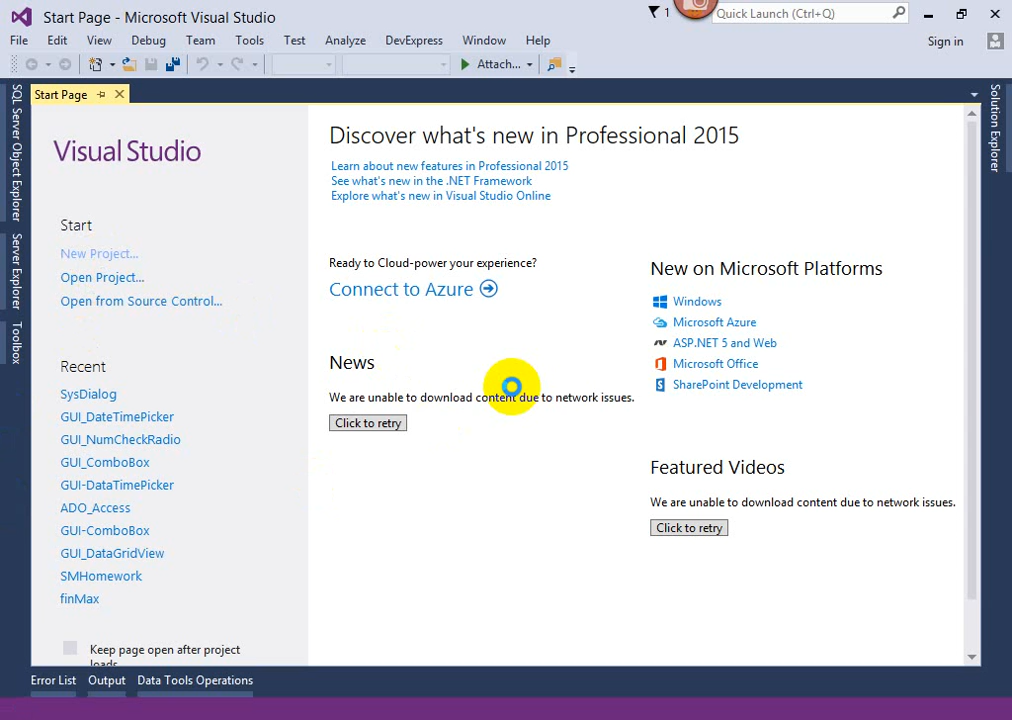 Start Page - Microsoft Visual Studio
1
Quick Launch (Ctrl+Q)
File Edit View Debug Team Tools Test Analyze DevExpress Window Help
Sign in
Attach...
Start Page
SQL Server Object Explorer
Server Explorer
Toolbox
Solution Explorer
Visual Studio
Start
New Project...
Open Project...
Open from Source Control...
Recent
SysDialog
GUI_DateTimePicker
GUI_NumCheckRadio
GUI_ComboBox
GUI-DataTimePicker
ADO_Access
GUI-ComboBox
GUI_DataGridView
SMHomework
finMax
Keep page open after project
loads
Discover what's new in Professional 2015
Learn about new features in Professional 2015
See what's new in the .NET Framework
Explore what's new in Visual Studio Online
Ready to Cloud-power your experience?
Connect to Azure
News
We are unable to download content due to network issues.
Click to retry
New on Microsoft Platforms
Windows
Microsoft Azure
ASP.NET 5 and Web
Microsoft Office
SharePoint Development
Featured Videos
We are unable to download content due to network issues.
Click to retry
Error List Output Data Tools Operations